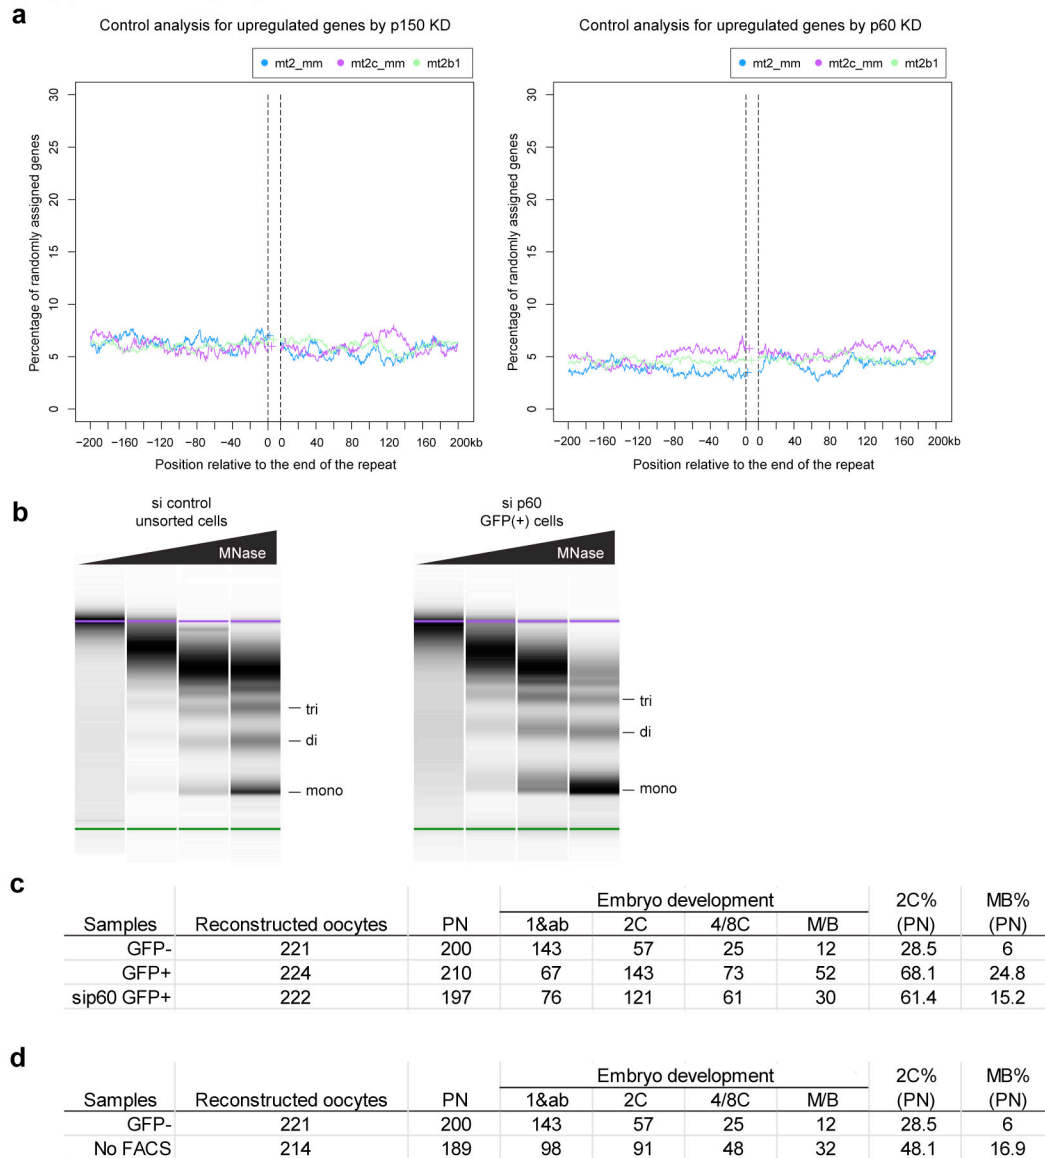 a
Control analysis for upregulated genes by p150 KD
mt2_mm mt2c_mm mt2b1
Percentage of randomly assigned genes
30
25
20
15
10
5
0
−200 −160 −120 −80 −40 0 0 40 80 120 160 200kb
Position relative to the end of the repeat
Control analysis for upregulated genes by p60 KD
mt2_mm mt2c_mm mt2b1
Percentage of randomly assigned genes
30
25
20
15
10
5
0
−200 −160 −120 −80 −40 0 0 40 80 120 160 200kb
Position relative to the end of the repeat
b
si control
unsorted cells
MNase
tri
di
mono
si p60
GFP(+) cells
MNase
tri
di
mono
c
Embryo development 2C% MB%
Samples Reconstructed oocytes PN 1&ab 2C 4/8C M/B (PN) (PN)
GFP- 221 200 143 57 25 12 28.5 6
GFP+ 224 210 67 143 73 52 68.1 24.8
sip60 GFP+ 222 197 76 121 61 30 61.4 15.2
d
Embryo development 2C% MB%
Samples Reconstructed oocytes PN 1&ab 2C 4/8C M/B (PN) (PN)
GFP- 221 200 143 57 25 12 28.5 6
No FACS 214 189 98 91 48 32 48.1 16.9